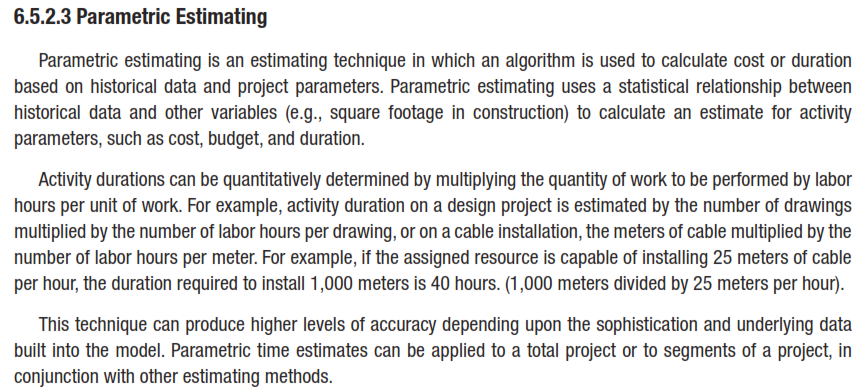 6.5.2.3 Parametric Estimating
Parametric estimating is an estimating technique in which an algorithm is used to calculate cost or duration
based on historical data and project parameters. Parametric estimating uses a statistical relationship between
historical data and other variables (e.g., square footage in construction) to calculate an estimate for activity
parameters, such as cost, budget, and duration.
Activity durations can be quantitatively determined by multiplying the quantity of work to be performed by labor
hours per unit of work. For example, activity duration on a design project is estimated by the number of drawings
multiplied by the number of labor hours per drawing, or on a cable installation, the meters of cable multiplied by the
number of labor hours per meter. For example, if the assigned resource is capable of installing 25 meters of cable
per hour, the duration required to install 1,000 meters is 40 hours. (1,000 meters divided by 25 meters per hour).
This technique can produce higher levels of accuracy depending upon the sophistication and underlying data
built into the model. Parametric time estimates can be applied to a total project or to segments of a project, in
conjunction with other estimating methods.